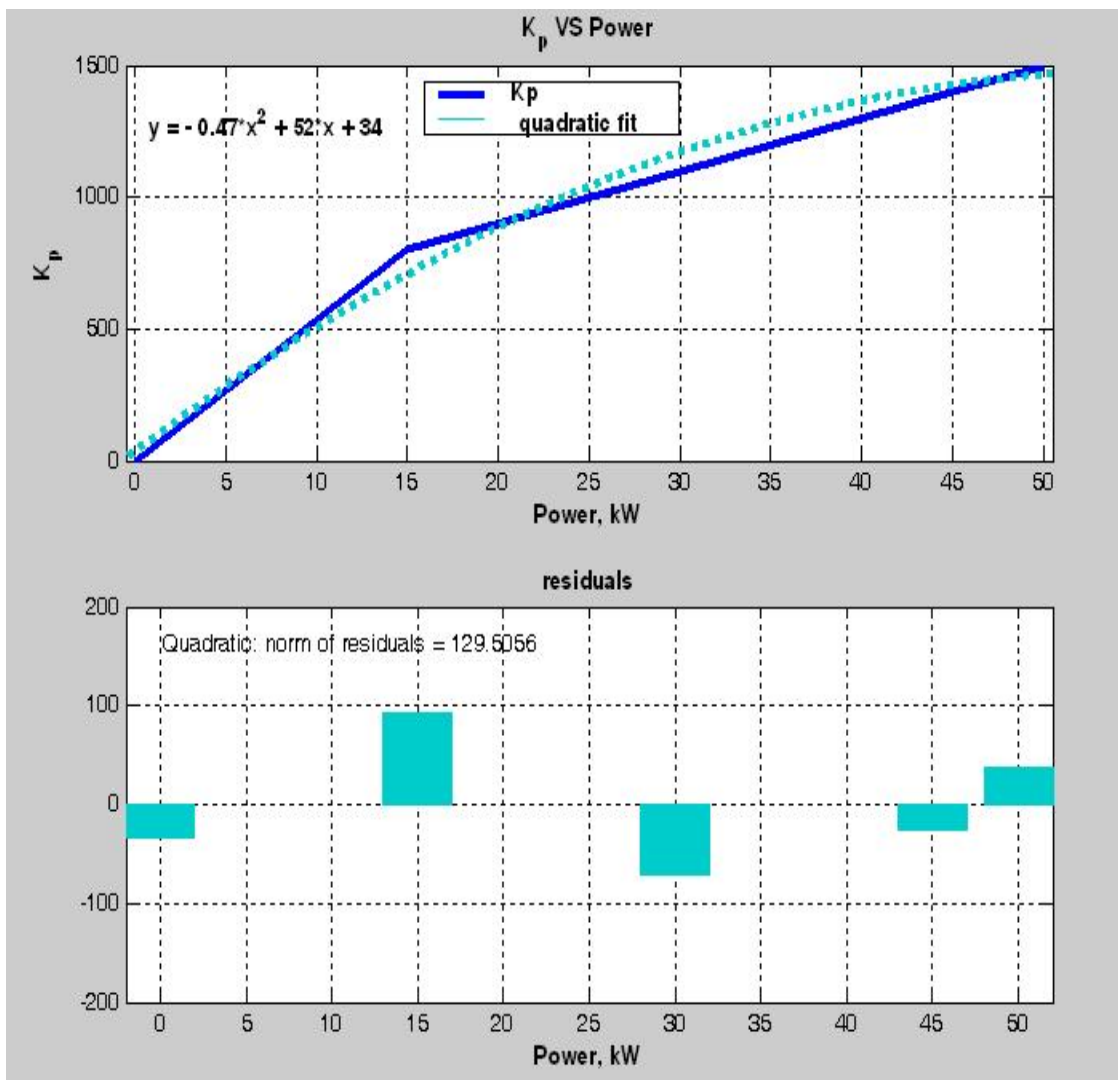 K_p VS Power
1500
1000
500
0
K_p
y = - 0.47*x^2 + 52*x + 34
Kp
quadratic fit
0 5 10 15 20 25 30 35 40 45 50
Power, kW
residuals
200
100
0
-100
-200
Quadratic: norm of residuals = 129.5056
0 5 10 15 20 25 30 35 40 45 50
Power, kW